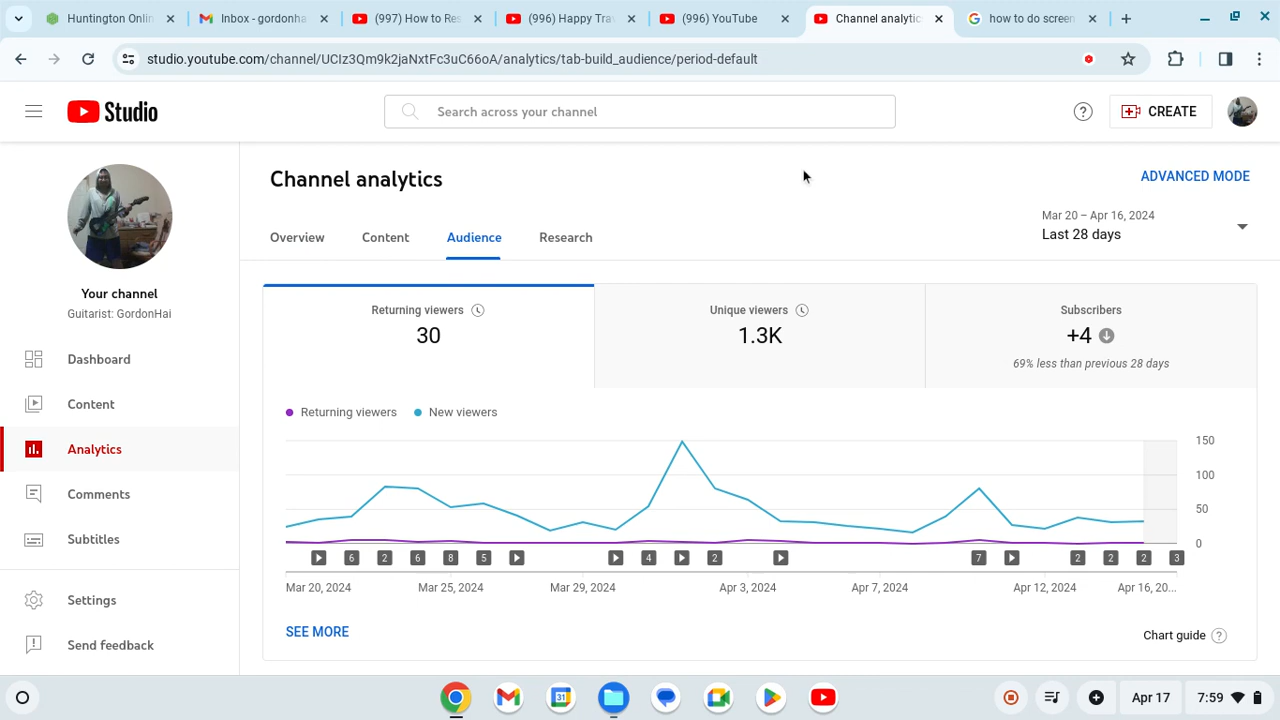 Huntington Onlin
Inbox - gordonha
(997) How to Res
(996) Happy Tra
(996) YouTube
Channel analytic
how to do screen
studio.youtube.com/channel/UCIz3Qm9k2jaNxtFc3uC66oA/analytics/tab-build_audience/period-default
Studio
Search across your channel
CREATE
Channel analytics
ADVANCED MODE
Mar 20 – Apr 16, 2024
Last 28 days
Overview
Content
Audience
Research
Your channel
Guitarist: GordonHai
Dashboard
Content
Analytics
Comments
Subtitles
Settings
Send feedback
Returning viewers
30
Unique viewers
1.3K
Subscribers
+4
69% less than previous 28 days
Returning viewers
New viewers
150
100
50
0
6 2 6 8 5 4 2 7 2 2 2 3
Mar 20, 2024
Mar 25, 2024
Mar 29, 2024
Apr 3, 2024
Apr 7, 2024
Apr 12, 2024
Apr 16, 20...
SEE MORE
Chart guide
31
Apr 17
7:59